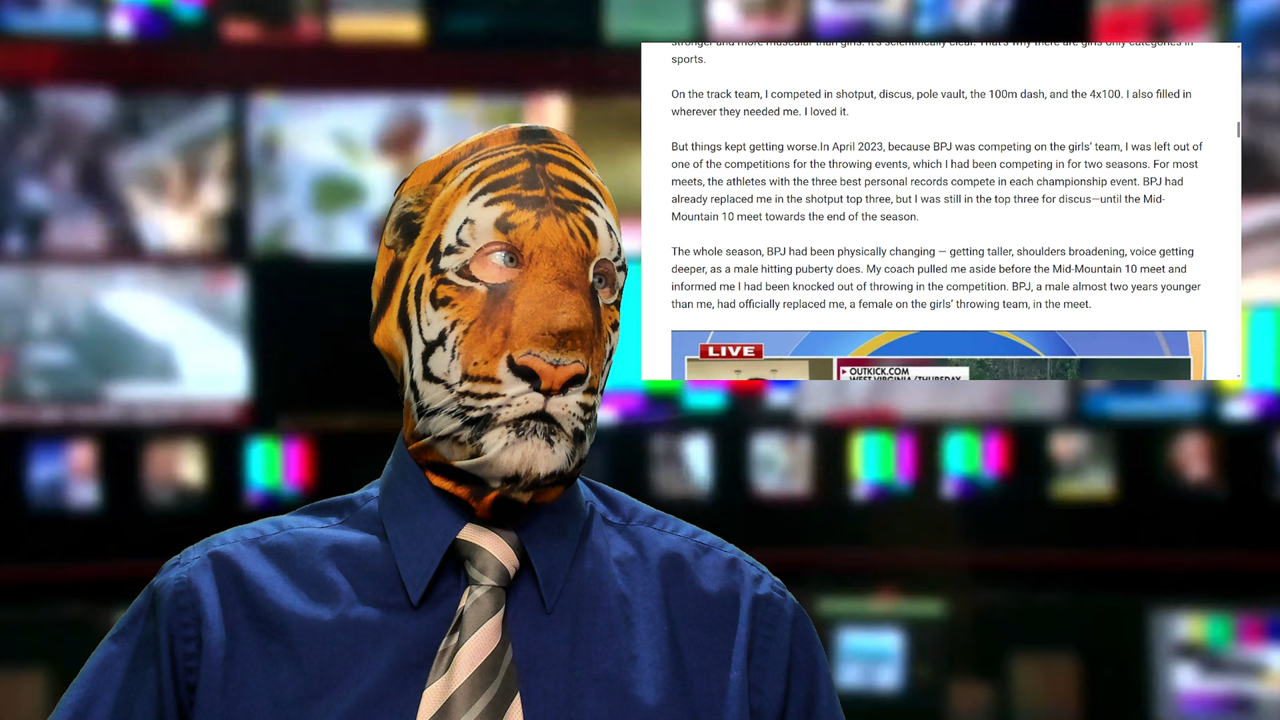 stronger and more muscular than girls. It's scientifically clear. That's why there are girls only categories in
sports.
On the track team, I competed in shotput, discus, pole vault, the 100m dash, and the 4x100. I also filled in
wherever they needed me. I loved it.
But things kept getting worse.In April 2023, because BPJ was competing on the girls' team, I was left out of
one of the competitions for the throwing events, which I had been competing in for two seasons. For most
meets, the athletes with the three best personal records compete in each championship event. BPJ had
already replaced me in the shotput top three, but I was still in the top three for discus—until the Mid-
Mountain 10 meet towards the end of the season.
The whole season, BPJ had been physically changing — getting taller, shoulders broadening, voice getting
deeper, as a male hitting puberty does. My coach pulled me aside before the Mid-Mountain 10 meet and
informed me I had been knocked out of throwing in the competition. BPJ, a male almost two years younger
than me, had officially replaced me, a female on the girls' throwing team, in the meet.
LIVE
OUTKICK.COM
WEST VIRGINIA/THURSDAY